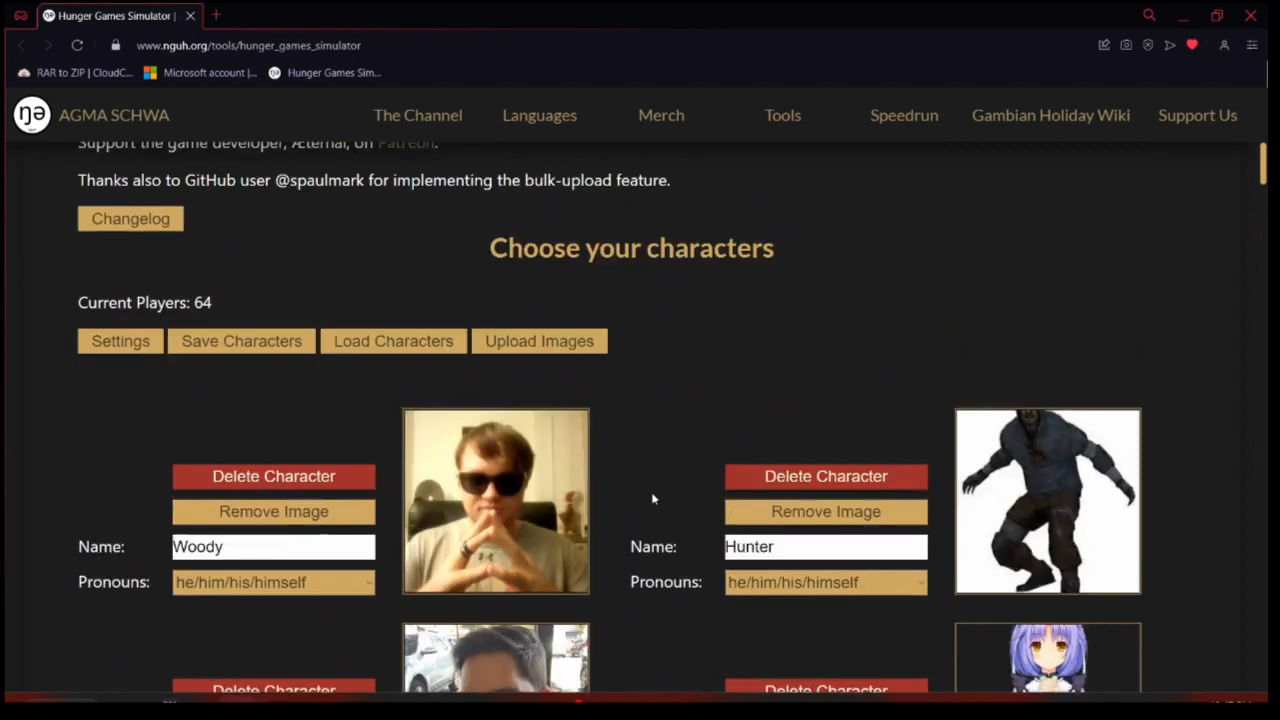 Hunger Games Simulator |
www.nguh.org/tools/hunger_games_simulator
RAR to ZIP | CloudC... Microsoft account |... Hunger Games Sim...
ŋə AGMA SCHWA The Channel Languages Merch Tools Speedrun Gambian Holiday Wiki Support Us
Support the game developer, Æternal, on Patreon.
Thanks also to GitHub user @spaulmark for implementing the bulk-upload feature.
Changelog
Choose your characters
Current Players: 64
Settings Save Characters Load Characters Upload Images
Delete Character Delete Character
Remove Image Remove Image
Name: Woody Name: Hunter
Pronouns: he/him/his/himself Pronouns: he/him/his/himself
Delete Character Delete Character